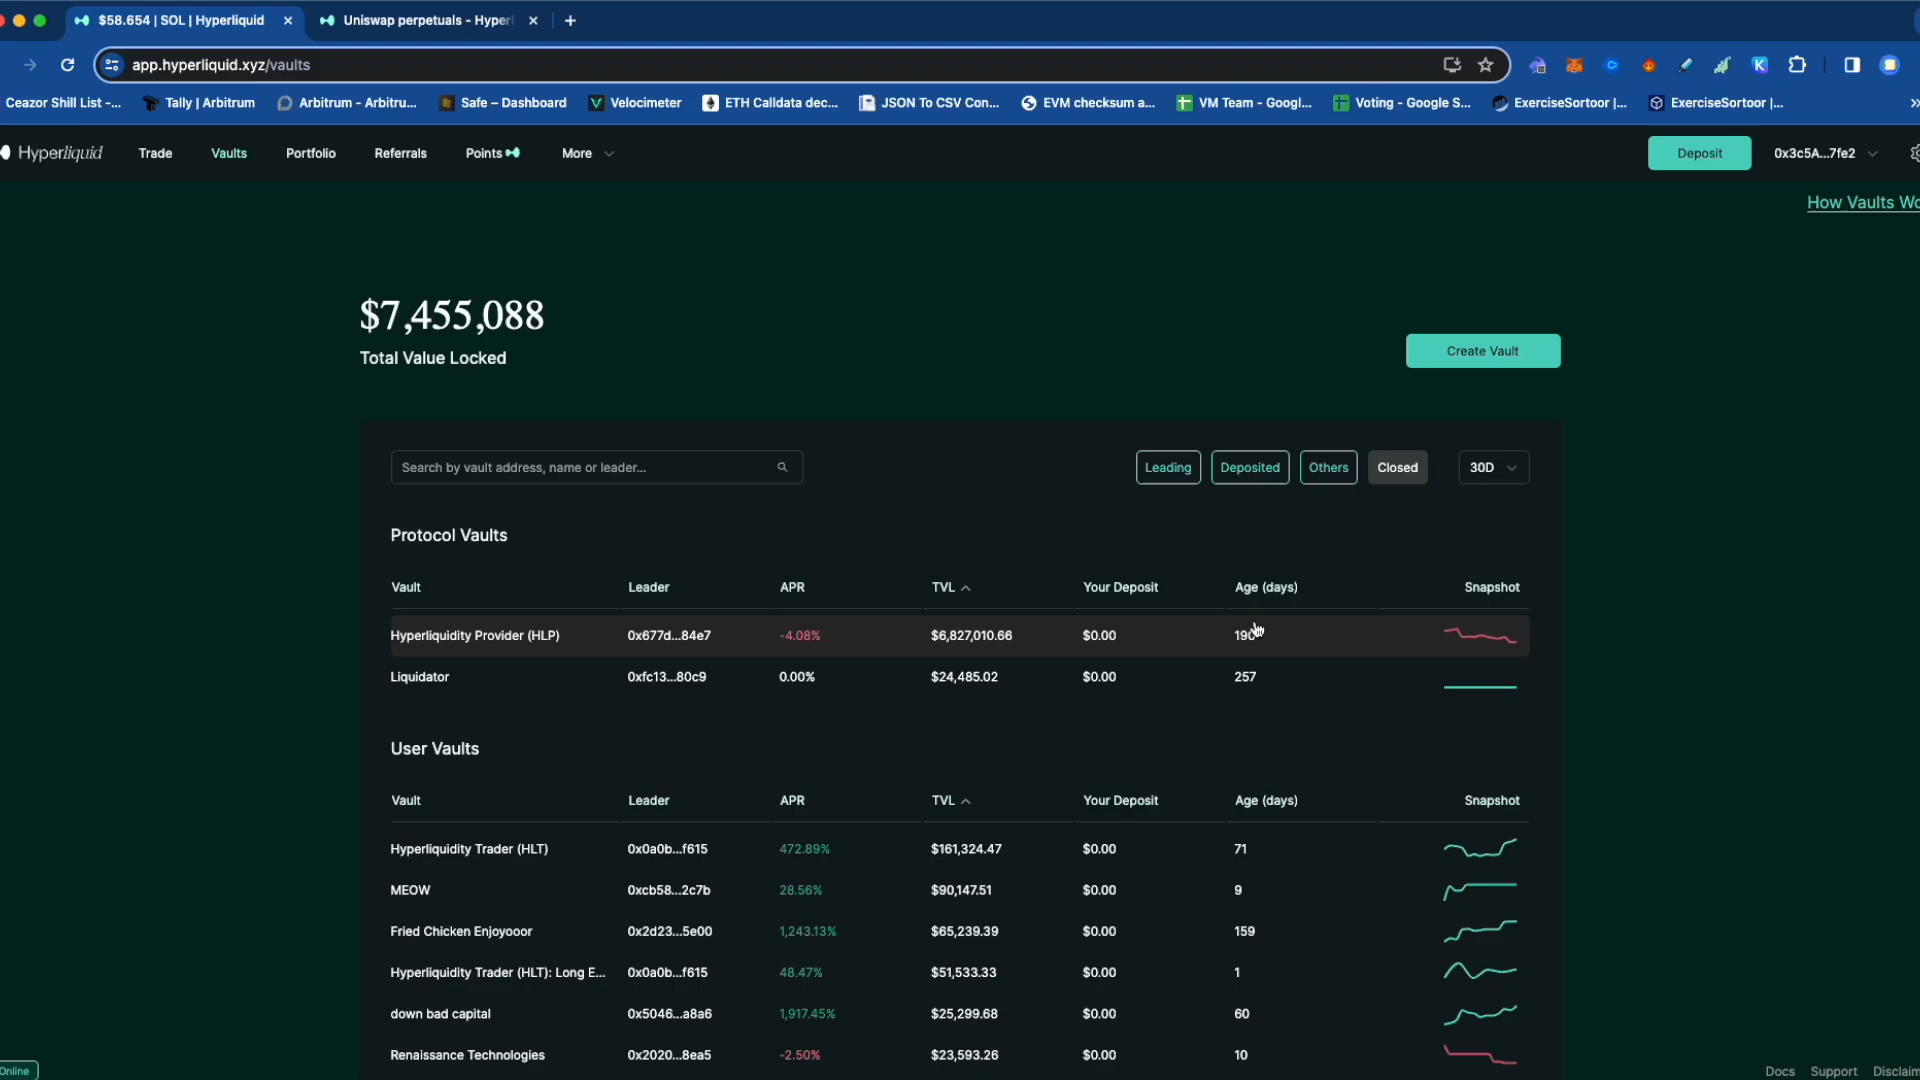 $58.654 | SOL | Hyperliquid
Uniswap perpetuals - Hyper
app.hyperliquid.xyz/vaults
Ceazor Shill List -... Tally | Arbitrum Arbitrum - Arbitru... Safe – Dashboard Velocimeter ETH Calldata dec... JSON To CSV Con... EVM checksum a... VM Team - Googl... Voting - Google S... ExerciseSortoor |... ExerciseSortoor |...
Hyperliquid Trade Vaults Portfolio Referrals Points More Deposit 0x3c5A...7fe2
How Vaults Wo
$7,455,088
Total Value Locked
Create Vault
Search by vault address, name or leader... Leading Deposited Others Closed 30D
Protocol Vaults
Vault Leader APR TVL Your Deposit Age (days) Snapshot
Hyperliquidity Provider (HLP) 0x677d...84e7 -4.08% $6,827,010.66 $0.00 190
Liquidator 0xfc13...80c9 0.00% $24,485.02 $0.00 257
User Vaults
Vault Leader APR TVL Your Deposit Age (days) Snapshot
Hyperliquidity Trader (HLT) 0x0a0b...f615 472.89% $161,324.47 $0.00 71
MEOW 0xcb58...2c7b 28.56% $90,147.51 $0.00 9
Fried Chicken Enjoyooor 0x2d23...5e00 1,243.13% $65,239.39 $0.00 159
Hyperliquidity Trader (HLT): Long E... 0x0a0b...f615 48.47% $51,533.33 $0.00 1
down bad capital 0x5046...a8a6 1,917.45% $25,299.68 $0.00 60
Renaissance Technologies 0x2020...8ea5 -2.50% $23,593.26 $0.00 10
Online Docs Support Disclaim